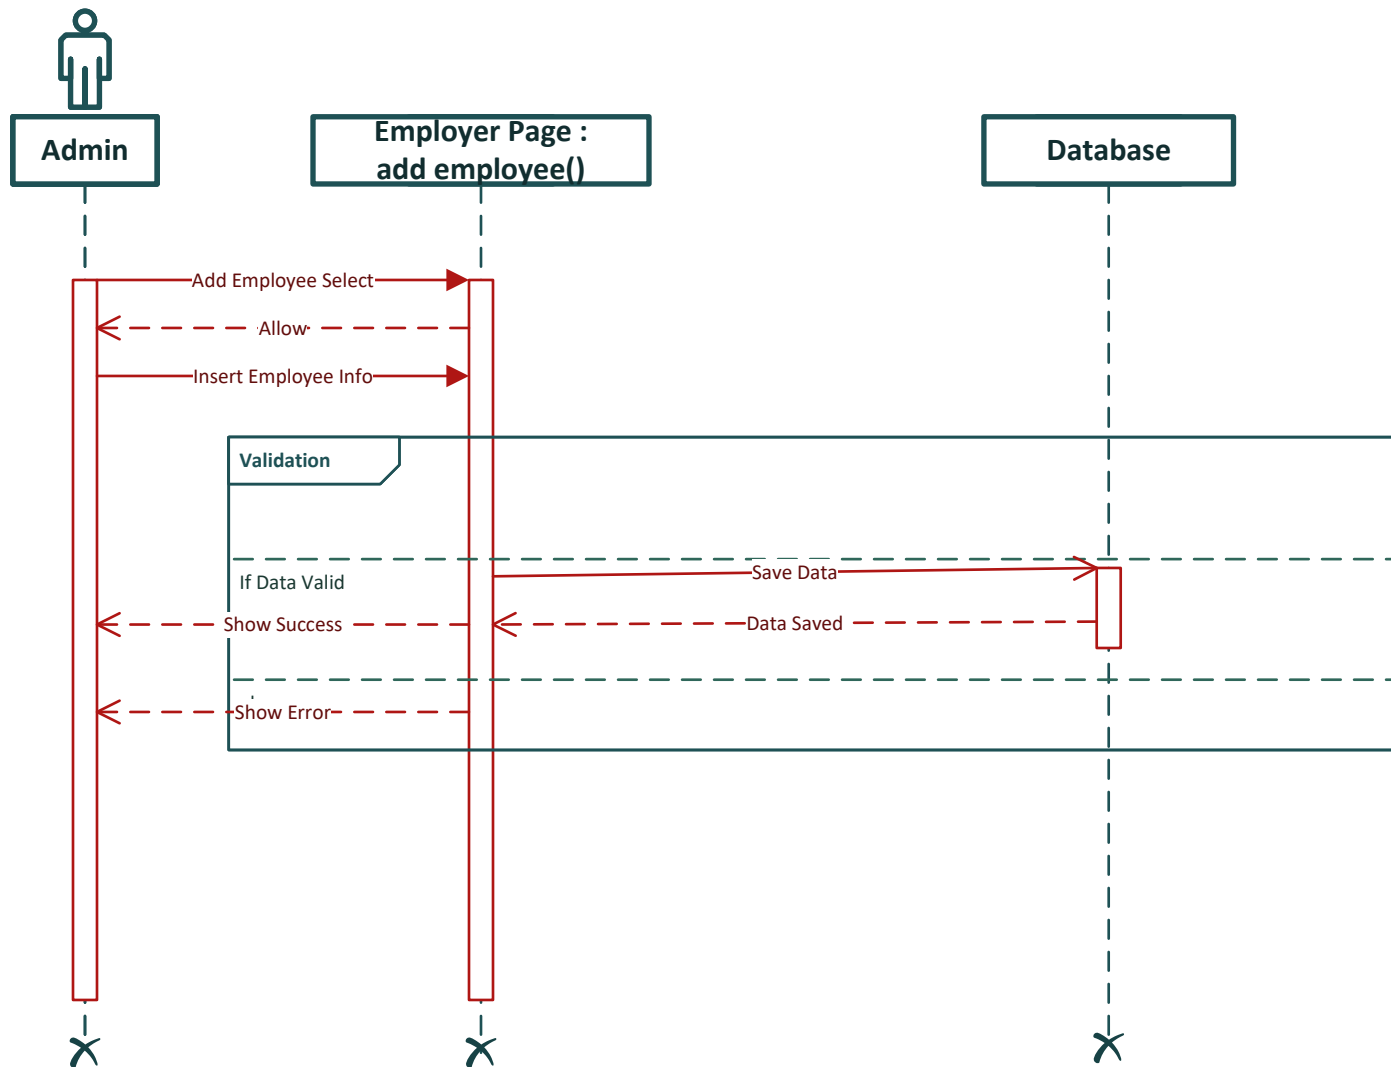 Admin
Employer Page :
add employee()
Database
Add Employee Select
Allow
Insert Employee Info
Validation
If Data Valid
Save Data
Show Success
Data Saved
Show Error